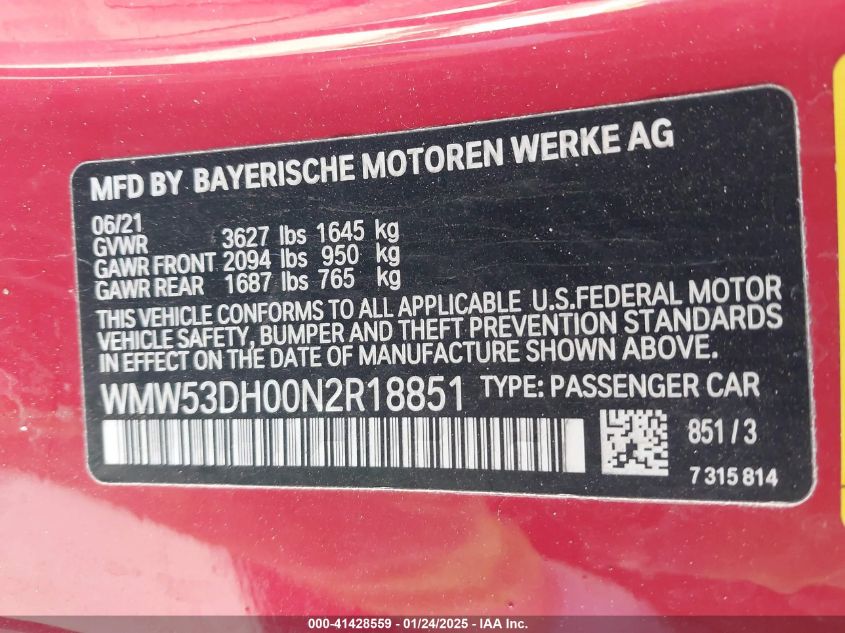 MFD BY BAYERISCHE MOTOREN WERKE AG
06/21
GVWR 3627 lbs 1645 kg
GAWR FRONT 2094 lbs 950 kg
GAWR REAR 1687 lbs 765 kg
THIS VEHICLE CONFORMS TO ALL APPLICABLE U.S.FEDERAL MOTOR
VEHICLE SAFETY, BUMPER AND THEFT PREVENTION STANDARDS
IN EFFECT ON THE DATE OF MANUFACTURE SHOWN ABOVE.
WMW53DH00N2R18851 TYPE: PASSENGER CAR
851/3
7 315 814
000-41428559 - 01/24/2025 - IAA Inc.